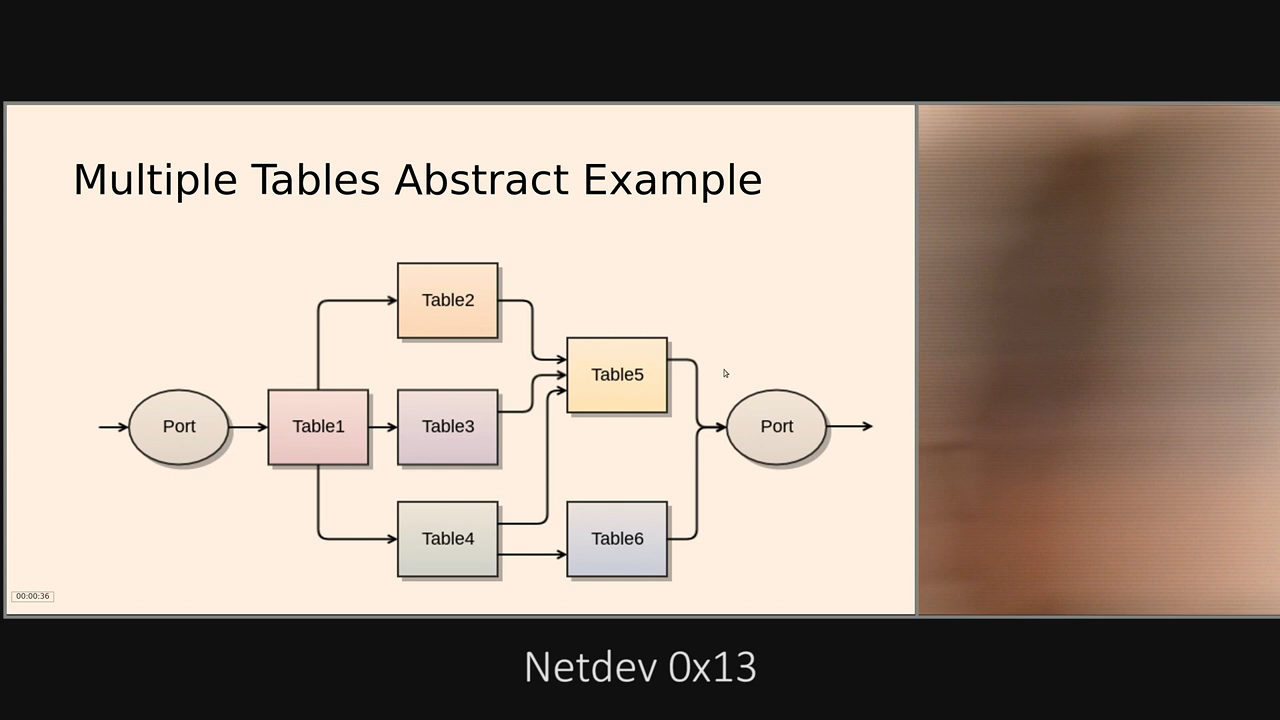 Multiple Tables Abstract Example
Table2
Table5
Port
Table1
Table3
Port
Table4
Table6
00:00:36
Netdev 0x13